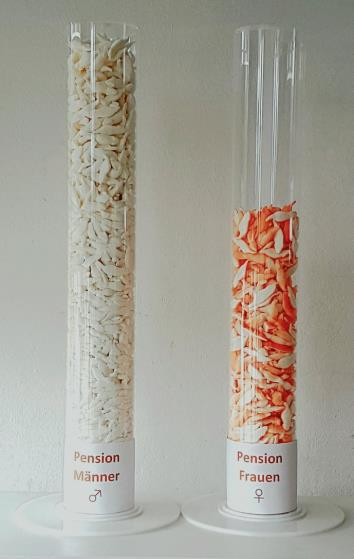 Pension
Männer
♂
Pension
Frauen
♀